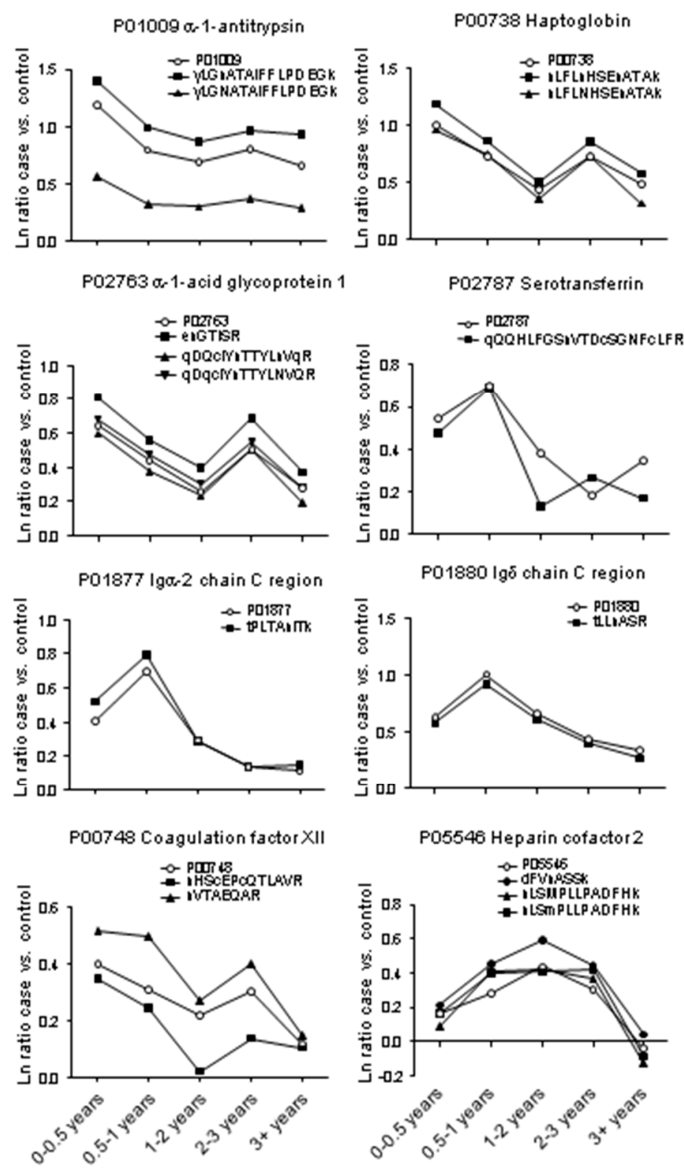 P01009 α-1-antitrypsin
P01009
yLGnATAIFFLPDEGk
yLGNATAIFFLPDEGk
Ln ratio case vs. control
1.5
1.0
0.5
0.0
P00738 Haptoglobin
P00738
nLFLnHSEnATAk
nLFLNHSEnATAk
Ln ratio case vs. control
1.5
1.0
0.5
0.0
P02763 α-1-acid glycoprotein 1
P02763
enGTISR
qDQcIYnTTYLnVqR
qDqcIYnTTYLNVQR
Ln ratio case vs. control
1.0
0.8
0.6
0.4
0.2
0.0
P02787 Serotransferrin
P02787
qQQHLFGSnVTDcSGNFcLFR
Ln ratio case vs. control
0.8
0.6
0.4
0.2
0.0
P01877 Igα-2 chain C region
P01877
tPLTAnITk
Ln ratio case vs. control
1.0
0.8
0.6
0.4
0.2
0.0
P01880 Igδ chain C region
P01880
tLLnASR
Ln ratio case vs. control
1.5
1.0
0.5
0.0
P00748 Coagulation factor XII
P00748
nHScEPcQTLAVR
nVTAEQAR
Ln ratio case vs. control
0.6
0.4
0.2
0.0
0-0.5 years
0.5-1 years
1-2 years
2-3 years
3+ years
P05546 Heparin cofactor 2
P05546
dFVnASSk
nLSMPLLPADFHk
nLSmPLLPADFHk
Ln ratio case vs. control
0.8
0.6
0.4
0.2
0.0
-0.2
0-0.5 years
0.5-1 years
1-2 years
2-3 years
3+ years